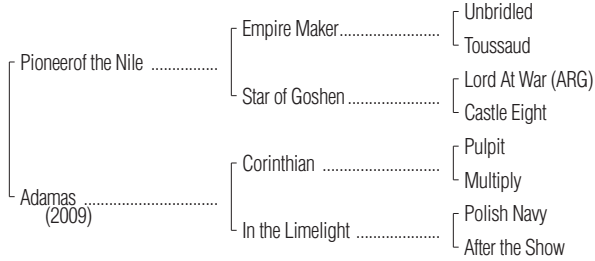 Unbridled
Empire Maker....................
Toussaud
Pioneerof the Nile ................
Lord At War (ARG)
Star of Goshen....................
Castle Eight
Pulpit
Corinthian .........................
Multiply
Adamas ................................
(2009)
Polish Navy
In the Limelight ..................
After the Show